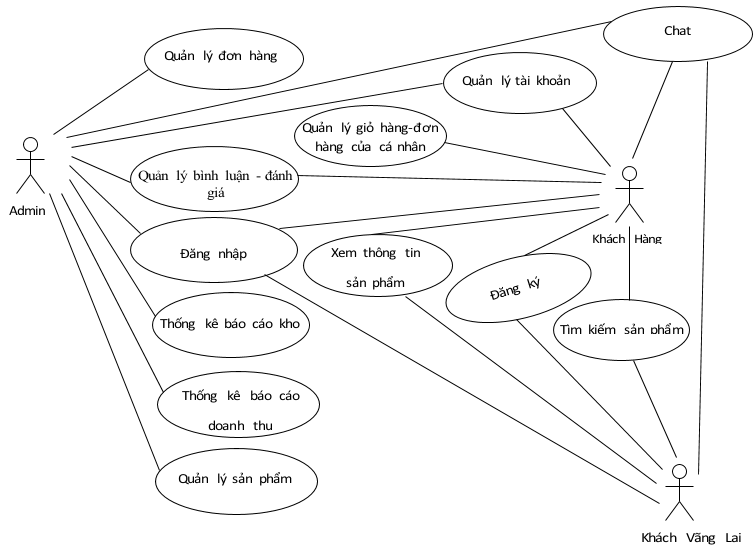 Chat
Quản lý đơn hàng
Quản lý tài khoản
Quản lý giỏ hàng-đơn
hàng của cá nhân
Quản lý bình luận - đánh
giá
Admin
Khách Hàng
Đăng nhập
Xem thông tin
sản phẩm
Đăng ký
Thống kê báo cáo kho
Tìm kiếm sản phẩm
Thống kê báo cáo
doanh thu
Quản lý sản phẩm
Khách Vãng Lai